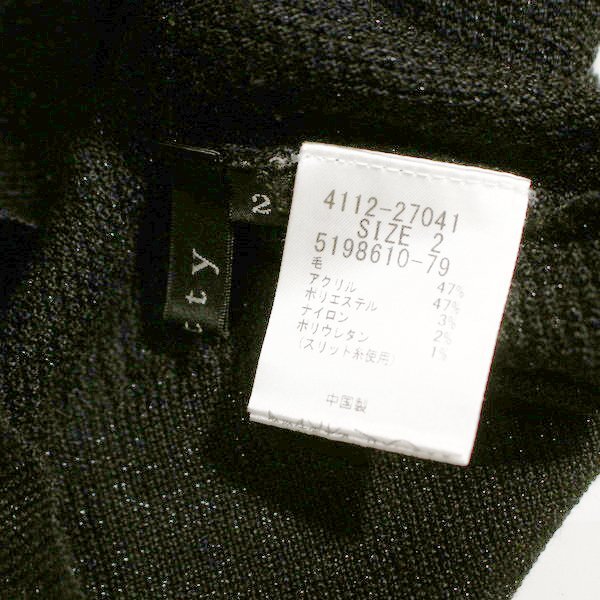 cty
2
4112-27041
SIZE 2
5198610-79
毛 47%
アクリル 47%
ポリエステル 3%
ナイロン 2%
ポリウレタン 1%
(スリット糸使用)
中国製